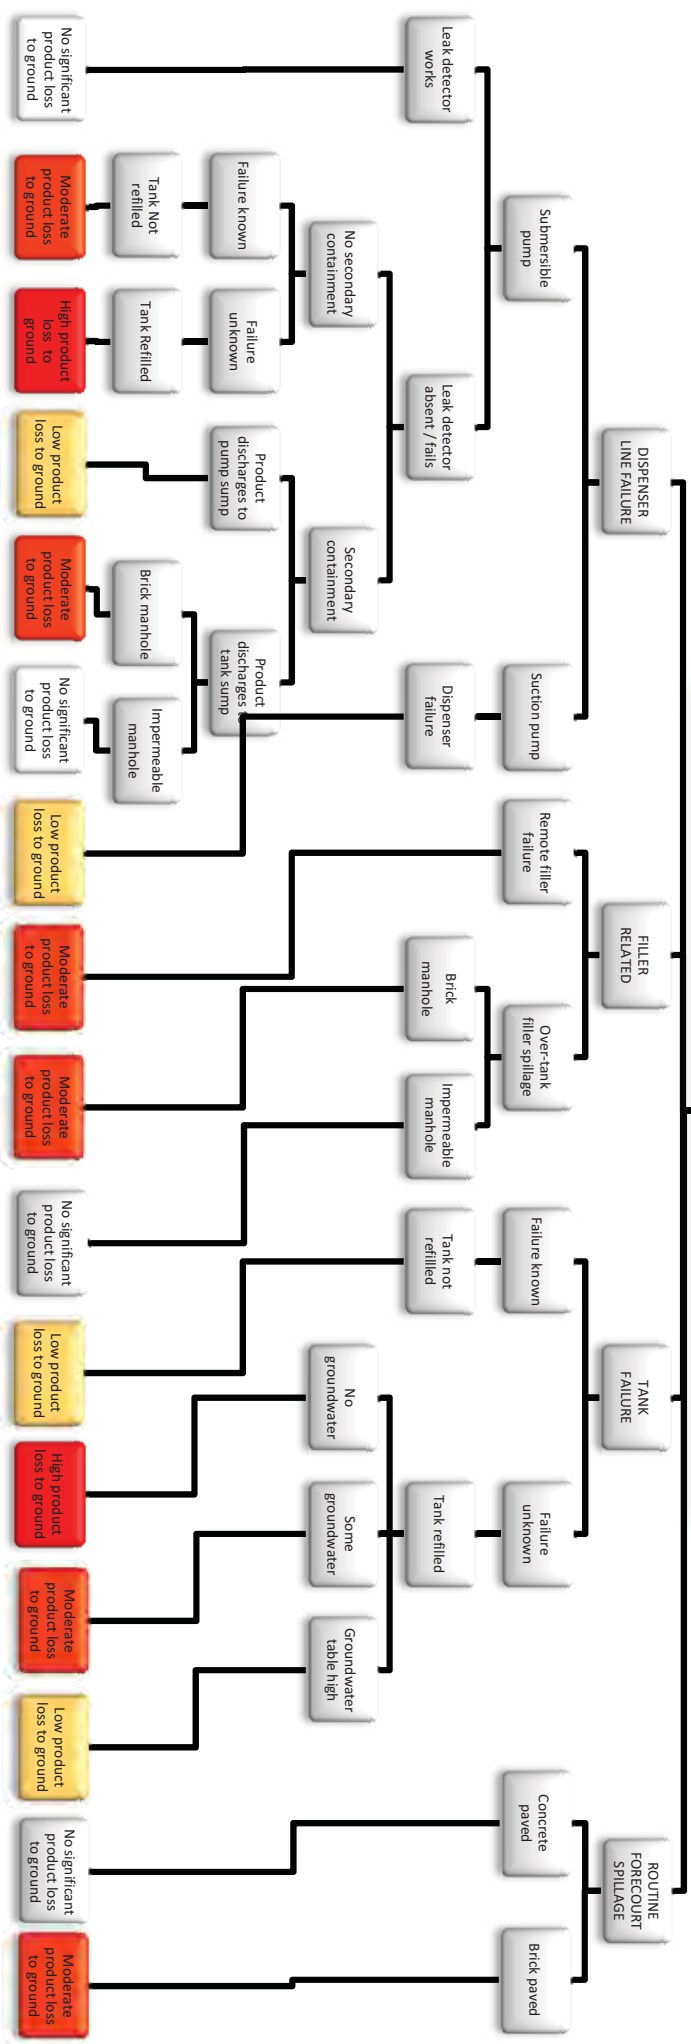 DISPENSER
LINE FAILURE
FILLER
RELATED
TANK
FAILURE
ROUTINE
FORECOURT
SPILLAGE
Submersible
pump
Suction pump
Remote filler
failure
Over-tank
filler spillage
Failure known
Failure
unknown
Concrete
paved
Brick paved
Leak detector
works
Leak detector
absent / fails
Dispenser
failure
Brick
manhole
Impermeable
manhole
Tank not
refillled
Tank refilled
No secondary
containment
Secondary
containment
No
groundwater
Some
groundwater
Groundwater
table high
Failure known
Failure
unknown
Product
discharges to
pump sump
Product
discharges
tank sump
Tank Not
refilled
Tank Refilled
Brick manhole
Impermeable
manhole
No significant
product loss
to ground
Moderate
product loss
to ground
High product
loss to
ground
Low product
loss to ground
Moderate
product loss
to ground
No significant
product loss
to ground
Low product
loss to ground
Moderate
product loss
to ground
Moderate
product loss
to ground
No significant
product loss
to ground
Low product
loss to ground
High product
loss to ground
Moderate
product loss
to ground
Low product
loss to ground
No significant
product loss
to ground
Moderate
product loss
to ground